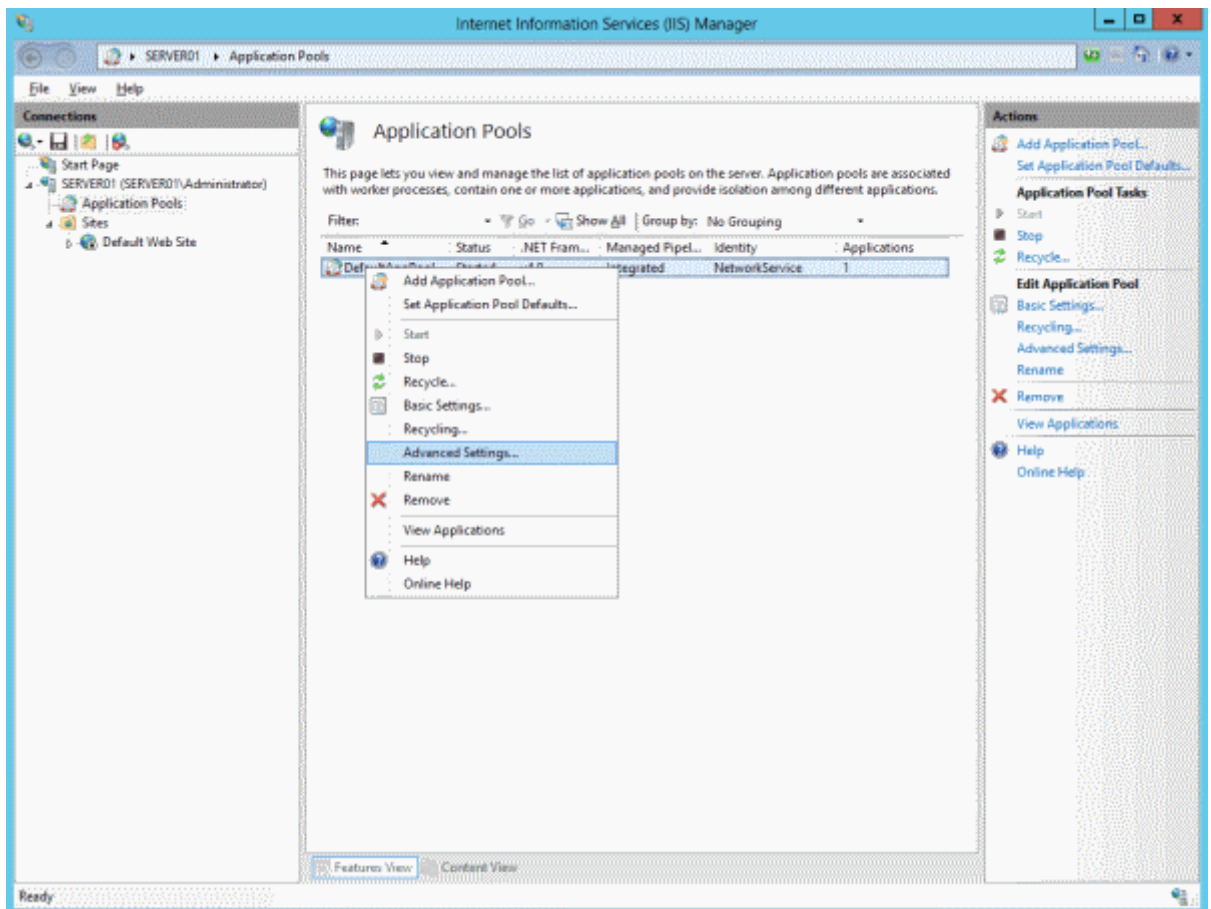 Internet Information Services (IIS) Manager
SERVER01 Application Pools
File View Help
Connections
Start Page
SERVER01 (SERVER01\Administrator)
Application Pools
Sites
Default Web Site
Application Pools
This page lets you view and manage the list of application pools on the server. Application pools are associated
with worker processes, contain one or more applications, and provide isolation among different applications.
Filter: Go Show All Group by: No Grouping
Name Status .NET Fram... Managed Pipel... Identity Applications
DefaultAppPool Started v4.0 Integrated NetworkService 1
Add Application Pool...
Set Application Pool Defaults...
Start
Stop
Recycle...
Basic Settings...
Recycling...
Advanced Settings...
Rename
Remove
View Applications
Help
Online Help
Features View Content View
Actions
Add Application Pool...
Set Application Pool Defaults...
Application Pool Tasks
Start
Stop
Recycle...
Edit Application Pool
Basic Settings...
Recycling...
Advanced Settings...
Rename
Remove
View Applications
Help
Online Help
Ready